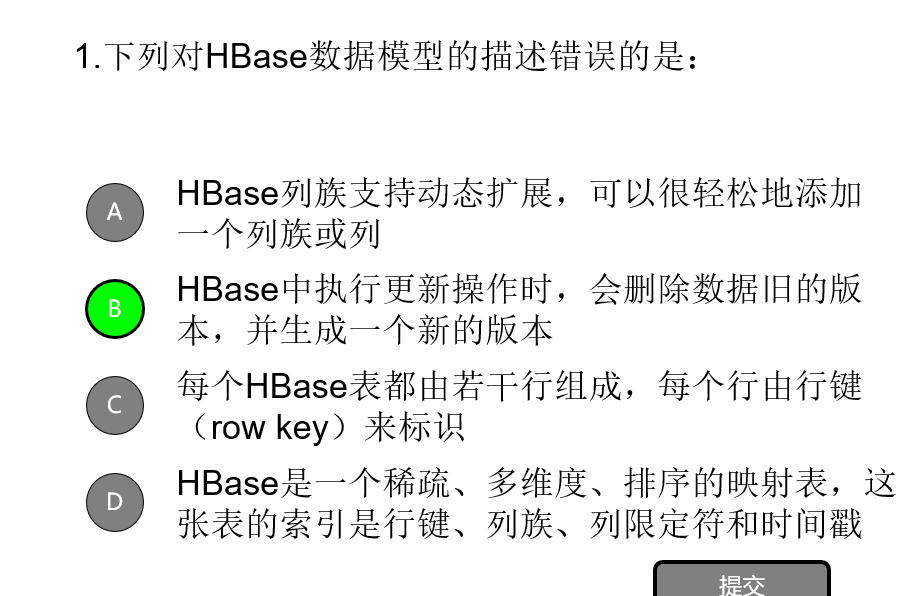 1.下列对HBase数据模型的描述错误的是：
A
HBase列族支持动态扩展，可以很轻松地添加
一个列族或列
B
HBase中执行更新操作时，会删除数据旧的版
本，并生成一个新的版本
C
每个HBase表都由若干行组成，每个行由行键
（row key）来标识
D
HBase是一个稀疏、多维度、排序的映射表，这
张表的索引是行键、列族、列限定符和时间戳
提交